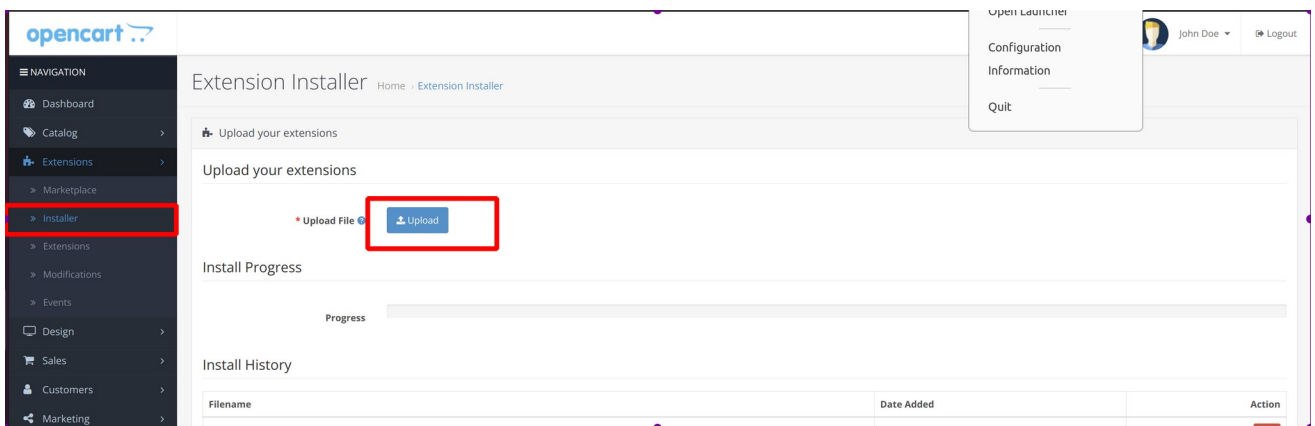 opencart
Open Launcher
Configuration
Information
Quit
John Doe
Logout
NAVIGATION
Dashboard
Catalog
Extensions
» Marketplace
» Installer
» Extensions
» Modifications
» Events
Design
Sales
Customers
Marketing
Extension Installer Home › Extension Installer
Upload your extensions
Upload your extensions
* Upload File Upload
Install Progress
Progress
Install History
Filename Date Added Action